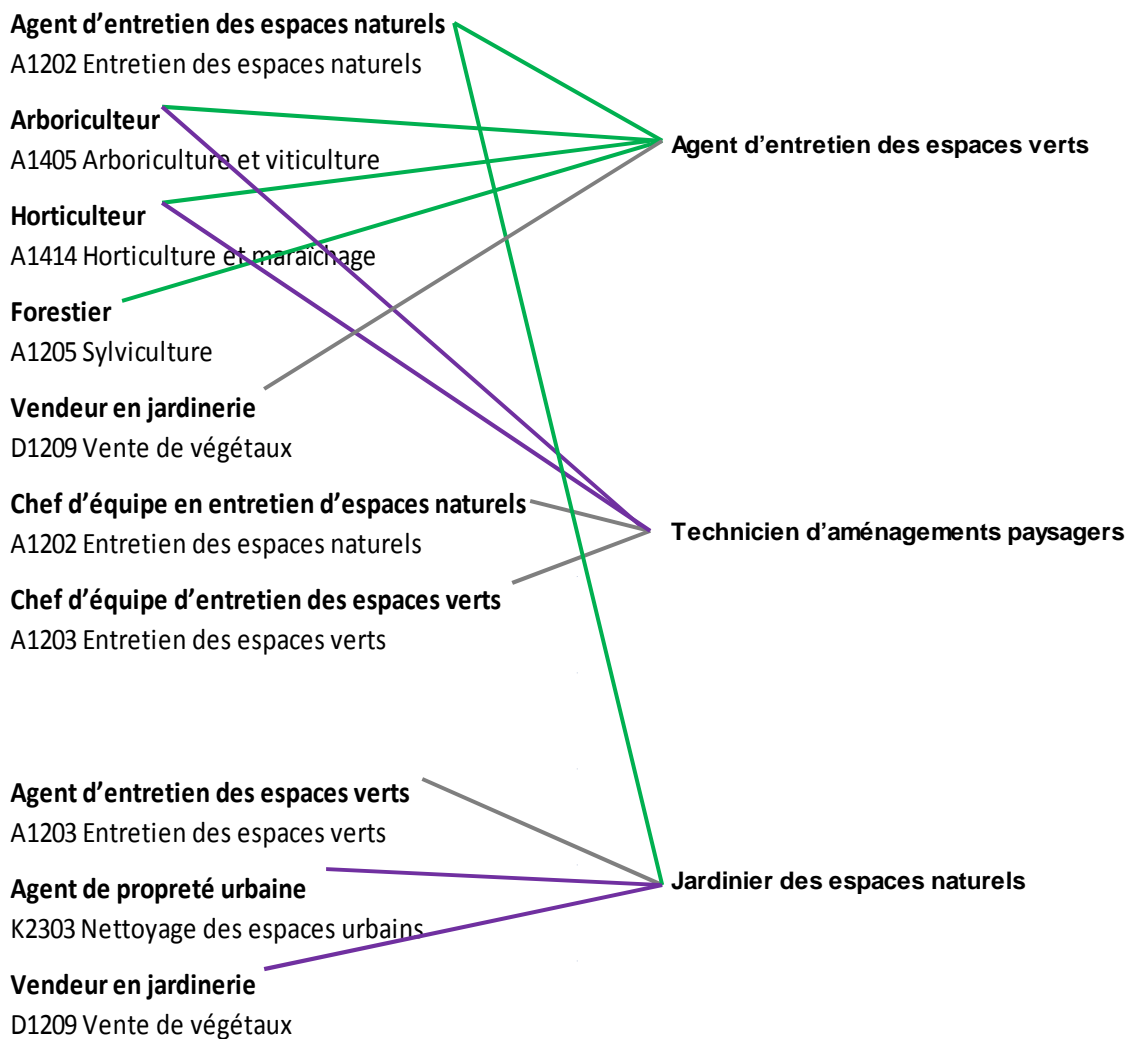 Agent d’entretien des espaces naturels
A1202 Entretien des espaces naturels
Arboriculteur
A1405 Arboriculture et viticulture
Horticulteur
A1414 Horticulture et maraîchage
Forestier
A1205 Sylviculture
Vendeur en jardinerie
D1209 Vente de végétaux
Chef d’équipe en entretien d’espaces naturels
A1202 Entretien des espaces naturels
Chef d’équipe d’entretien des espaces verts
A1203 Entretien des espaces verts
Agent d’entretien des espaces verts
A1203 Entretien des espaces verts
Agent de propreté urbaine
K2303 Nettoyage des espaces urbains
Vendeur en jardinerie
D1209 Vente de végétaux
Agent d’entretien des espaces verts
Technicien d’aménagements paysagers
Jardinier des espaces naturels